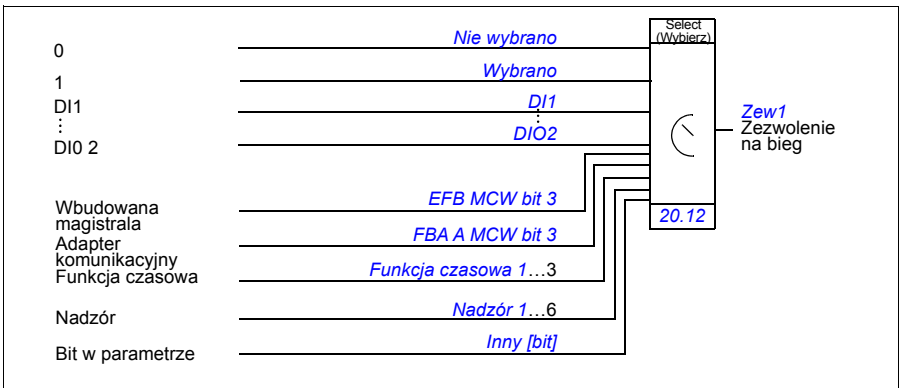 Select
(Wybierz)
0
Nie wybrano
1
Wybrano
DI1
DI1
⋮
⋮
DI0 2
DIO2
Zew1
Zezwolenie
na bieg
Wbudowana
magistrala
EFB MCW bit 3
20.12
Adapter
komunikacyjny
FBA A MCW bit 3
Funkcja czasowa
Funkcja czasowa 1…3
Nadzór
Nadzór 1…6
Bit w parametrze
Inny [bit]